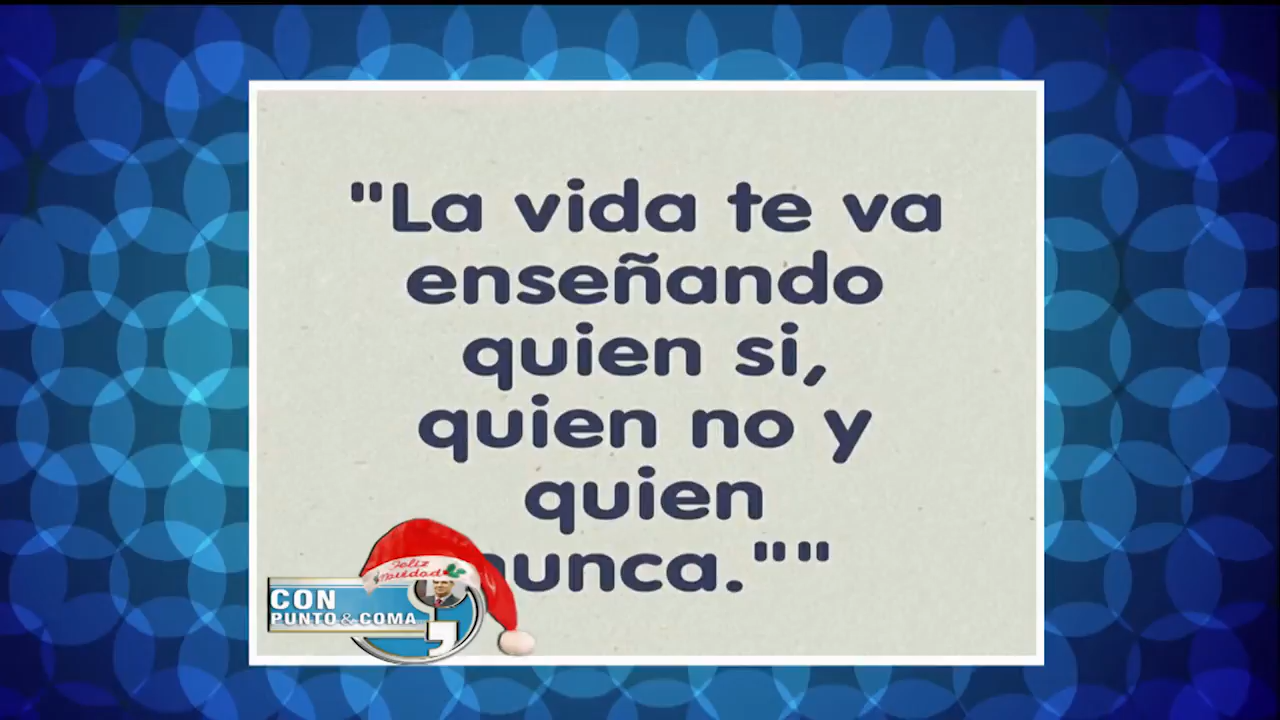 "La vida te va
enseñando
quien si,
quien no y
quien
nunca.""
Feliz
Navidad
CON
PUNTO&COMA